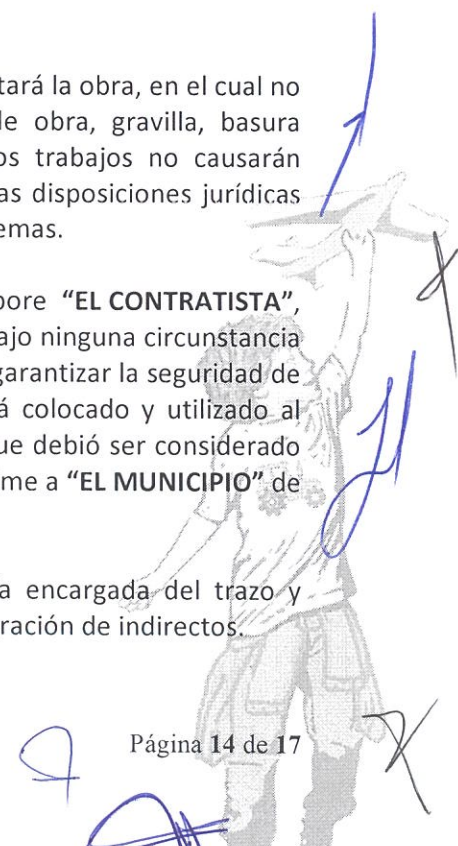 tará la obra, en el cual no
de obra, gravilla, basura
os trabajos no causarán
as disposiciones jurídicas
emas.
bore "EL CONTRATISTA",
ajo ninguna circunstancia
garantizar la seguridad de
á colocado y utilizado al
ue debió ser considerado
me a "EL MUNICIPIO" de
a encargada del trazo y
ración de indirectos.
Página 14 de 17